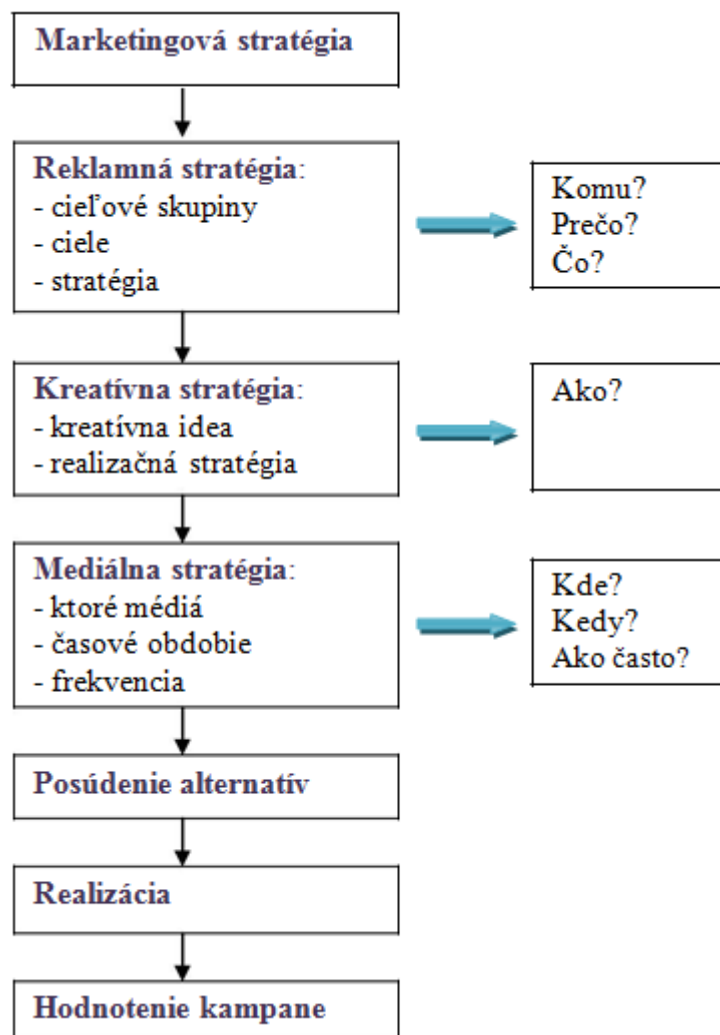 Marketingová stratégia
Reklamná stratégia:
- cieľové skupiny
- ciele
- stratégia
Komu?
Prečo?
Čo?
Kreatívna stratégia:
- kreatívna idea
- realizačná stratégia
Ako?
Mediálna stratégia:
- ktoré médiá
- časové obdobie
- frekvencia
Kde?
Kedy?
Ako často?
Posúdenie alternatív
Realizácia
Hodnotenie kampane